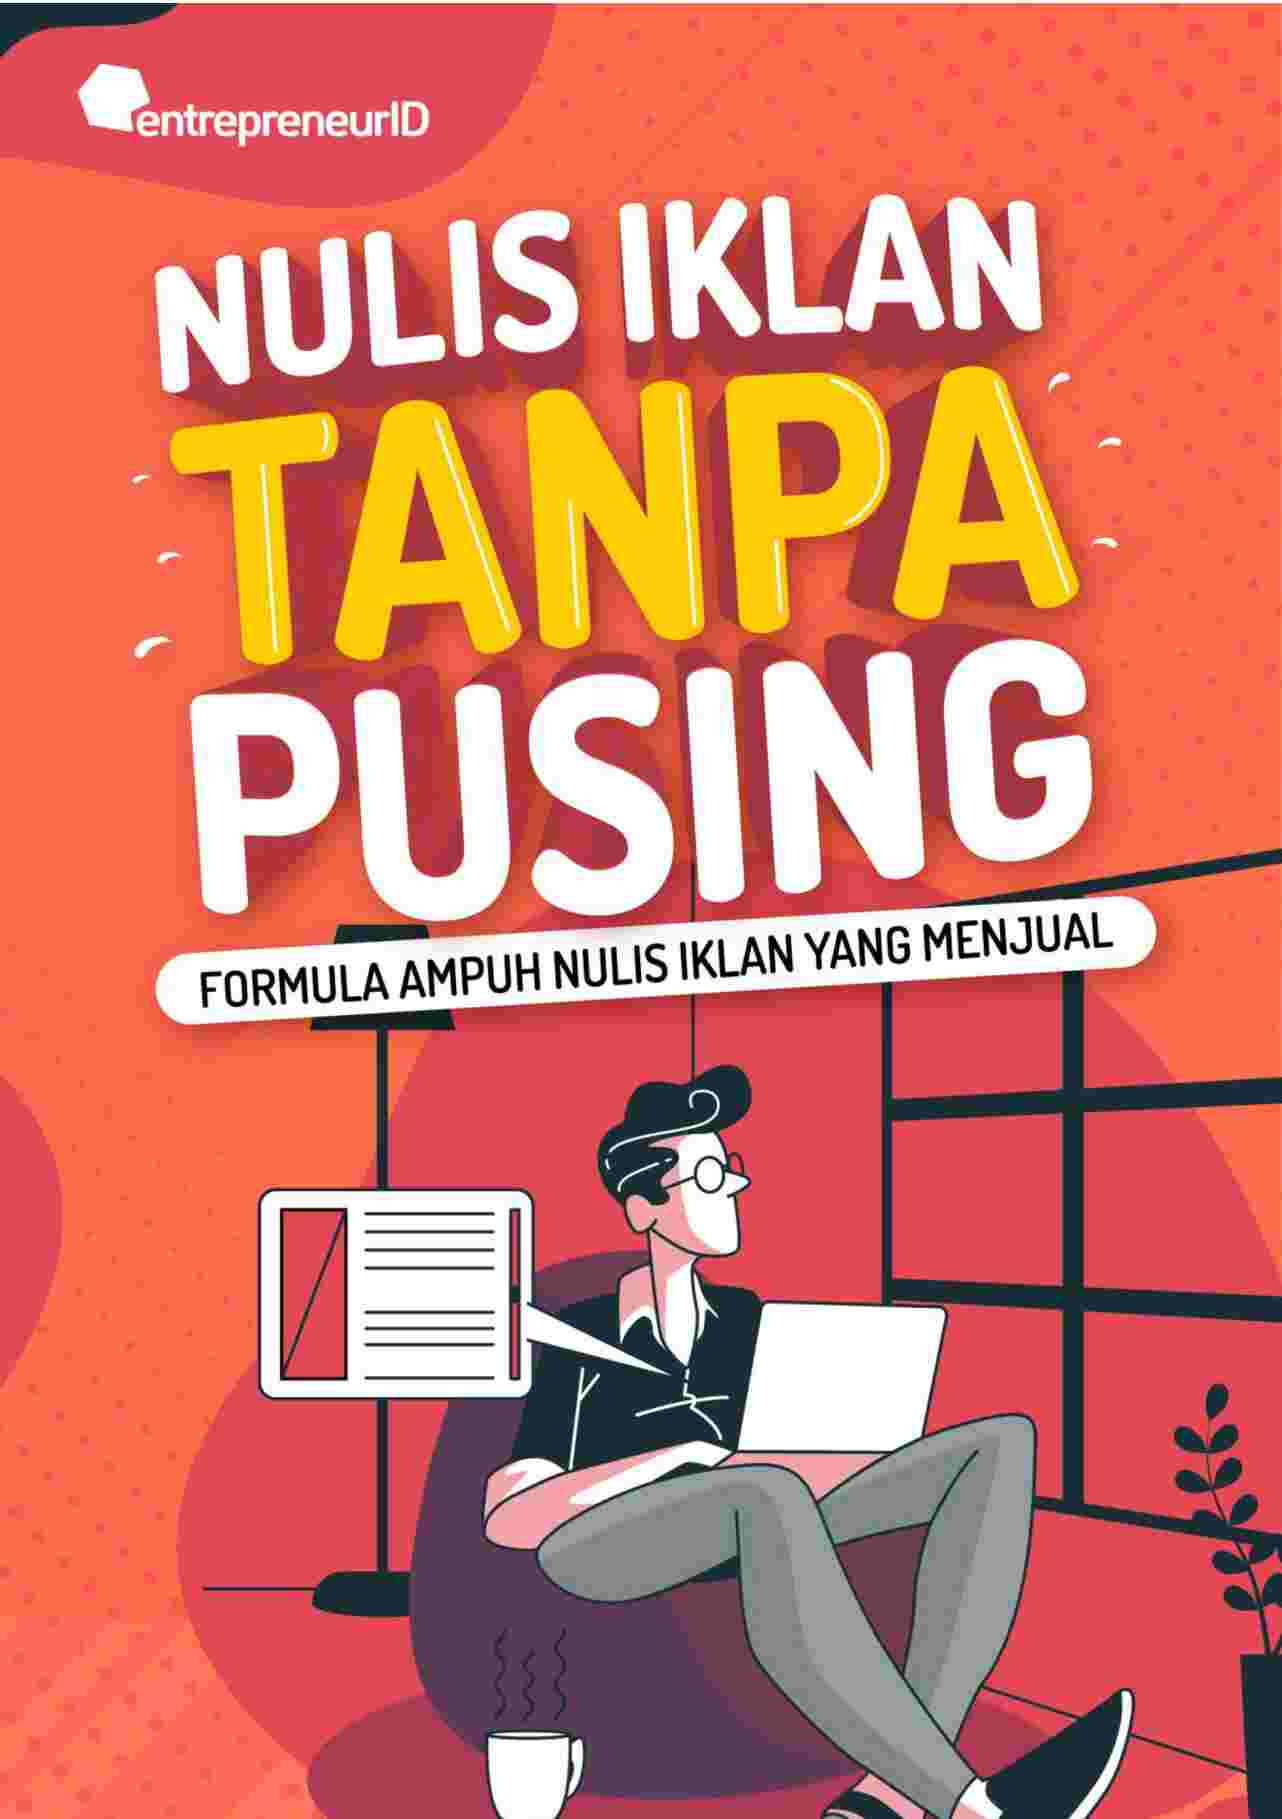 entrepreneurID
NULIS IKLAN
TANPA
PUSING
FORMULA AMPUH NULIS IKLAN YANG MENJUAL